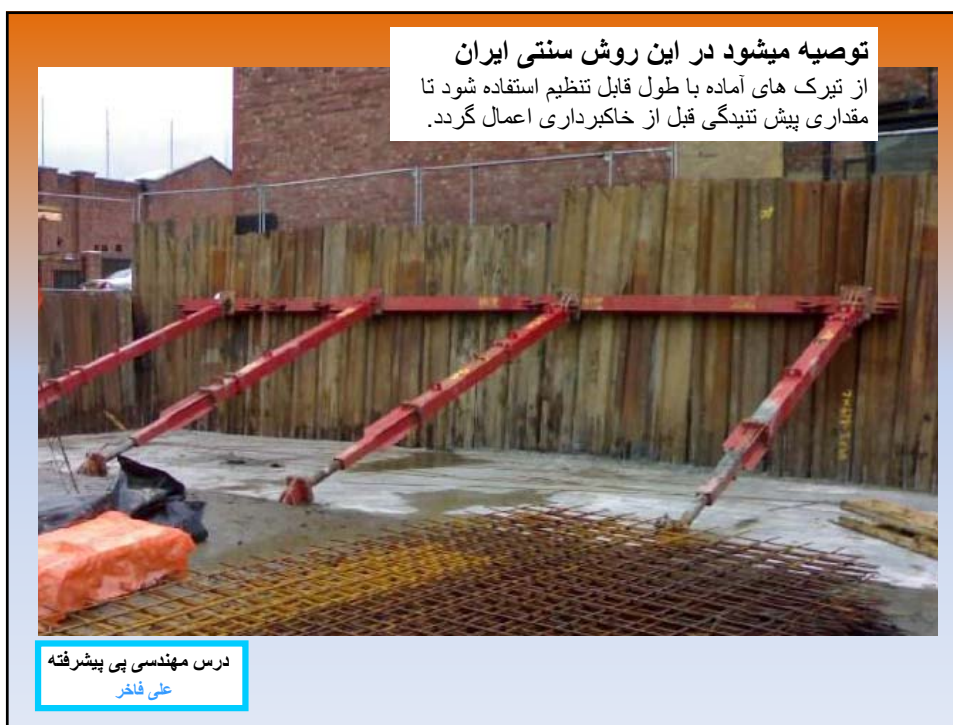 توصیه میشود در این روش سنتی ایران
از تیرک های آماده با طول قابل تنظیم استفاده شود تا
مقداری پیش تنیدگی قبل از خاکبرداری اعمال گردد.
درس مهندسی پی پیشرفته
علی فاخر